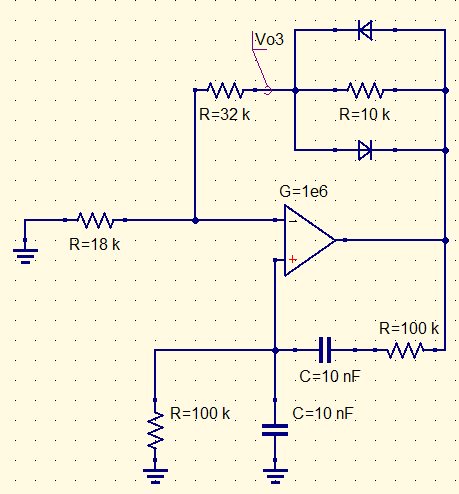 Vo3
R=32 k
R=10 k
G=1e6
−
+
R=18 k
R=100 k
C=10 nF
R=100 k
C=10 nF